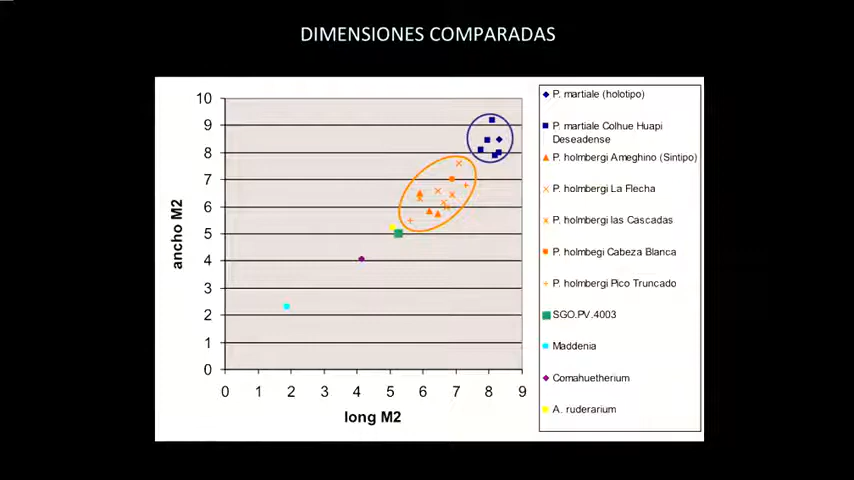 DIMENSIONES COMPARADAS
10
9
8
7
6
5
4
3
2
1
0
ancho M2
0 1 2 3 4 5 6 7 8 9
long M2
P. martiale (holotipo)
P. martiale Colhue Huapi
Deseadense
P. holmbergi Ameghino (Sintipo)
P. holmbergi La Flecha
P. holmbergi las Cascadas
P. holmbegi Cabeza Blanca
P. holmbergi Pico Truncado
SGO.PV.4003
Maddenia
Comahuetherium
A. ruderarium